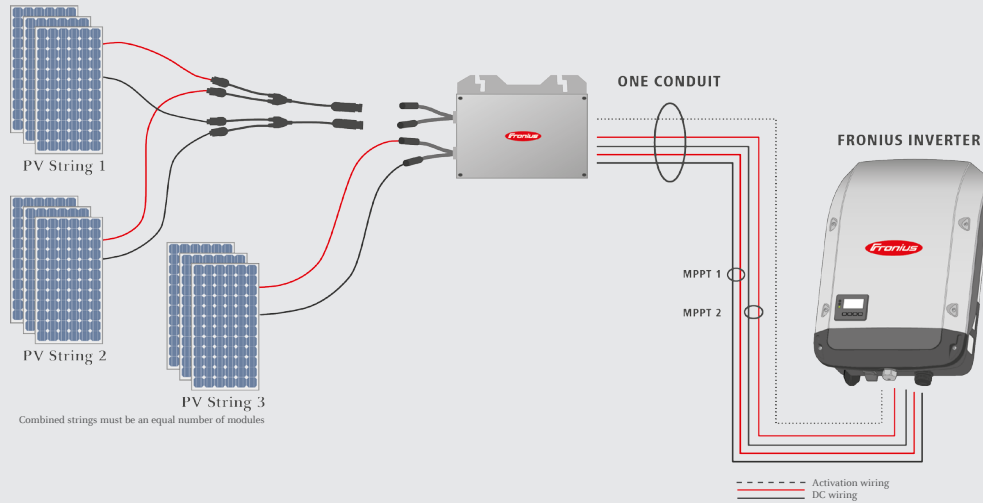 PV String 1
PV String 2
PV String 3
Combined strings must be an equal number of modules
Fronius
ONE CONDUIT
FRONIUS INVERTER
Fronius
MPPT 1
MPPT 2
Activation wiring
DC wiring